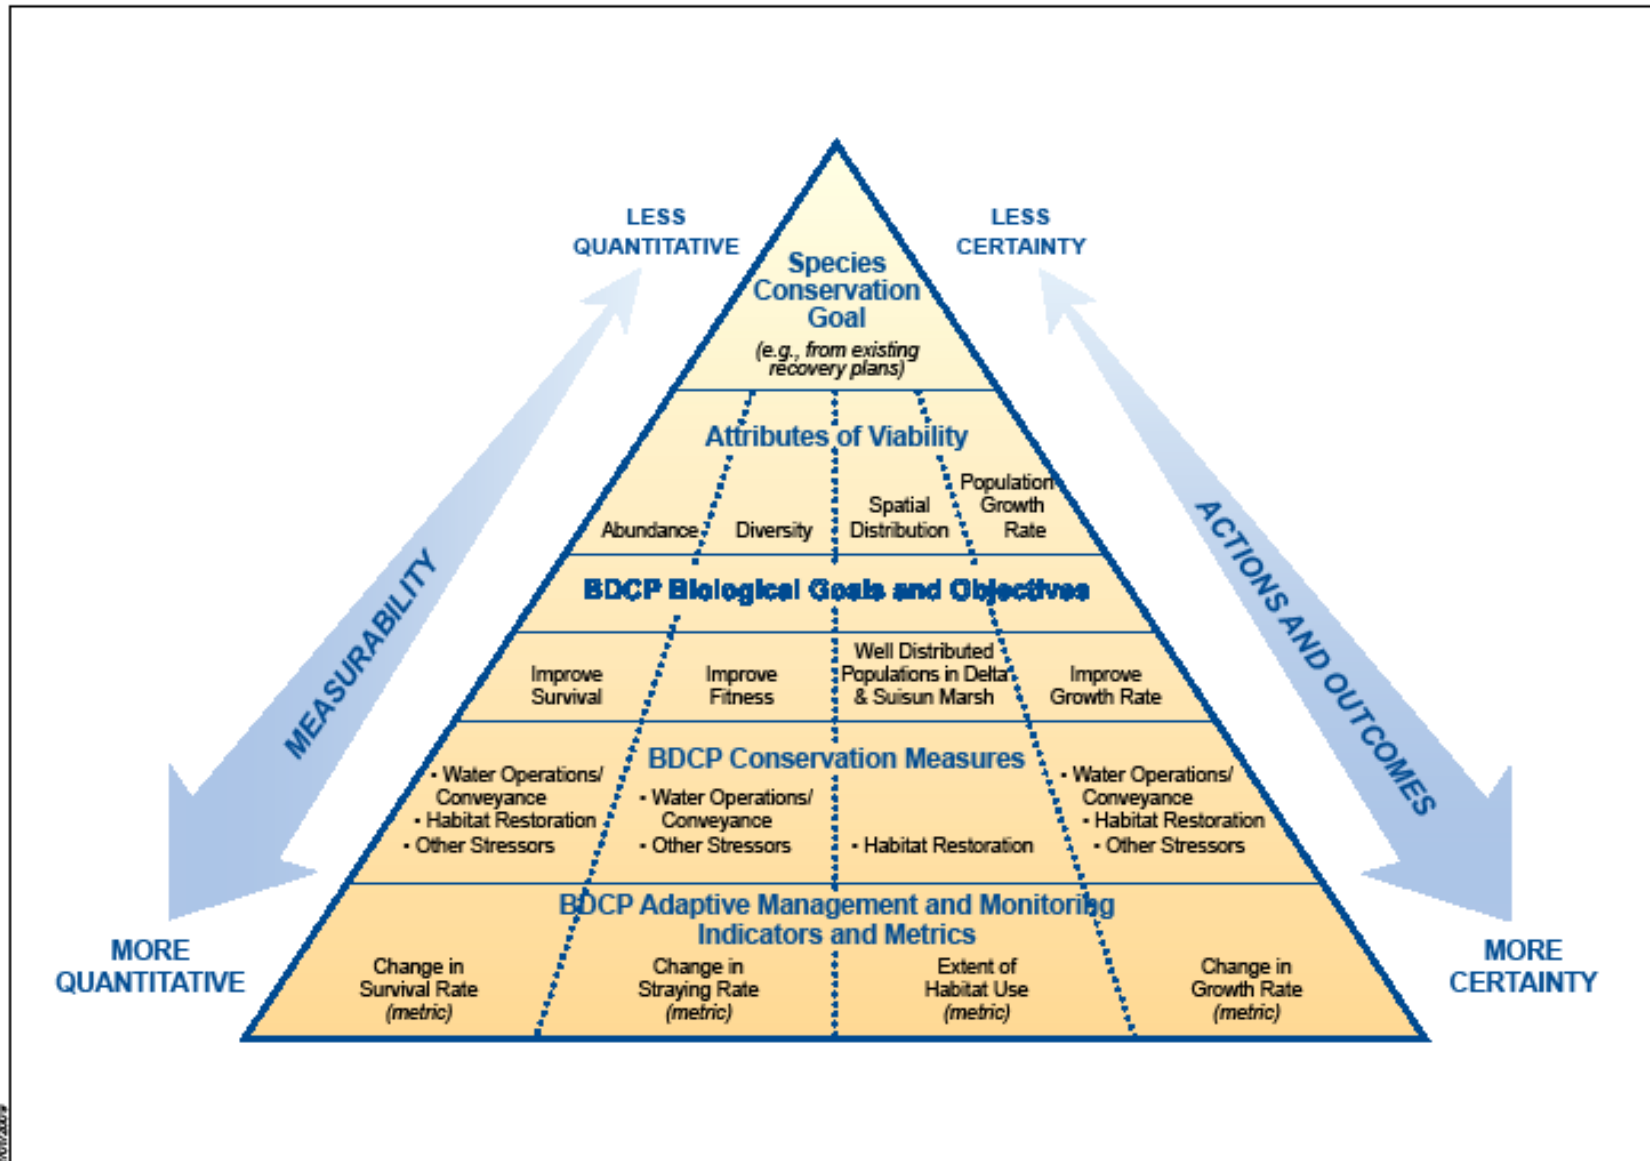 LESS
QUANTITATIVE
LESS
CERTAINTY
Species
Conservation
Goal
(e.g., from existing
recovery plans)
Attributes of Viability
Abundance
Diversity
Spatial
Distribution
Population
Growth
Rate
BDCP Biological Goals and Objectives
Improve
Survival
Improve
Fitness
Well Distributed
Populations in Delta
& Suisun Marsh
Improve
Growth Rate
BDCP Conservation Measures
• Water Operations/
Conveyance
• Habitat Restoration
• Other Stressors
• Water Operations/
Conveyance
• Other Stressors
• Habitat Restoration
• Water Operations/
Conveyance
• Habitat Restoration
• Other Stressors
BDCP Adaptive Management and Monitoring
Indicators and Metrics
Change in
Survival Rate
(metric)
Change in
Straying Rate
(metric)
Extent of
Habitat Use
(metric)
Change in
Growth Rate
(metric)
MEASURABILITY
ACTIONS AND OUTCOMES
MORE
QUANTITATIVE
MORE
CERTAINTY